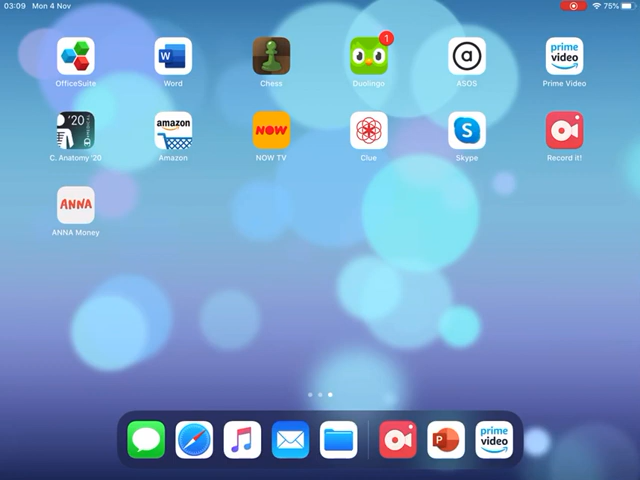 03:09 Mon 4 Nov
75%
1
W
a
prime
video
OfficeSuite
Word
Chess
Duolingo
ASOS
Prime Video
'20
amazon
NOW
S
C. Anatomy '20
Amazon
NOW TV
Clue
Skype
Record it!
ANNA
ANNA Money
P
prime
video